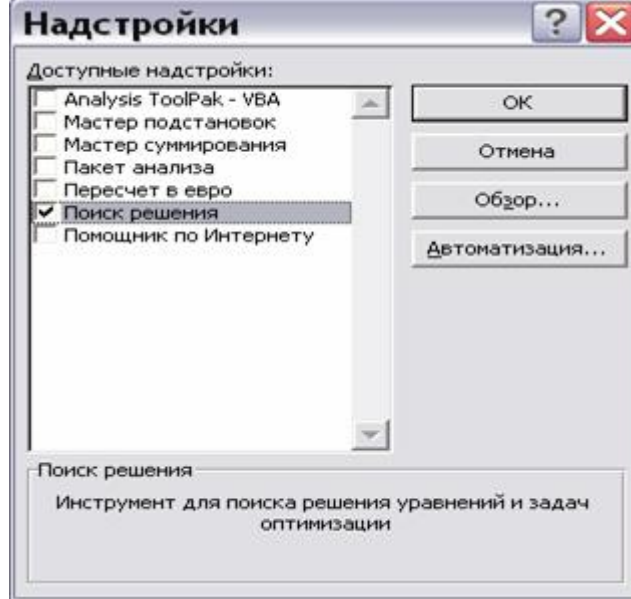 Надстройки
Доступные надстройки:
Analysis ToolPak - VBA
Мастер подстановок
Мастер суммирования
Пакет анализа
Пересчет в евро
Поиск решения
Помощник по Интернету
ОК
Отмена
Обзор...
Автоматизация...
Поиск решения
Инструмент для поиска решения уравнений и задач
оптимизации